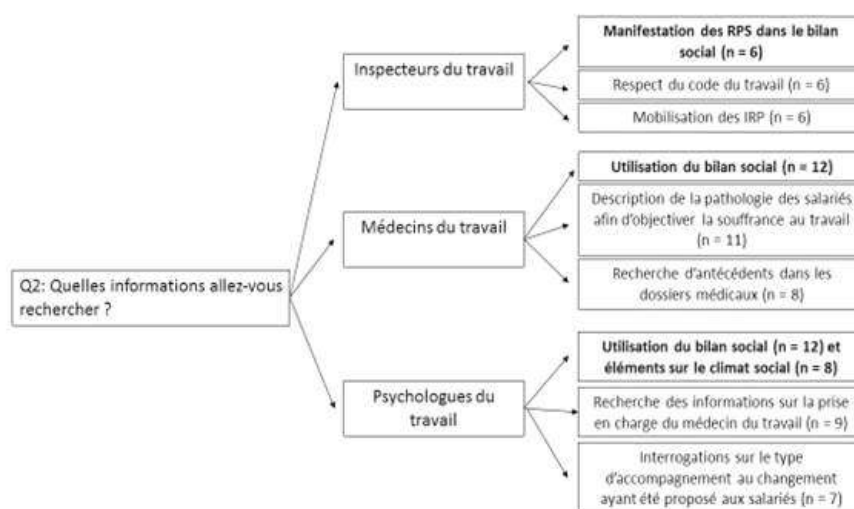 Q2: Quelles informations allez-vous
rechercher ?
Inspecteurs du travail
Manifestation des RPS dans le bilan
social (n = 6)
Respect du code du travail (n = 6)
Mobilisation des IRP (n = 6)
Médecins du travail
Utilisation du bilan social (n = 12)
Description de la pathologie des salariés
afin d'objectiver la souffrance au travail
(n = 11)
Recherche d'antécédents dans les
dossiers médicaux (n = 8)
Psychologues du
travail
Utilisation du bilan social (n = 12) et
éléments sur le climat social (n = 8)
Recherche des informations sur la prise
en charge du médecin du travail (n = 9)
Interrogations sur le type
d'accompagnement au changement
ayant été proposé aux salariés (n = 7)